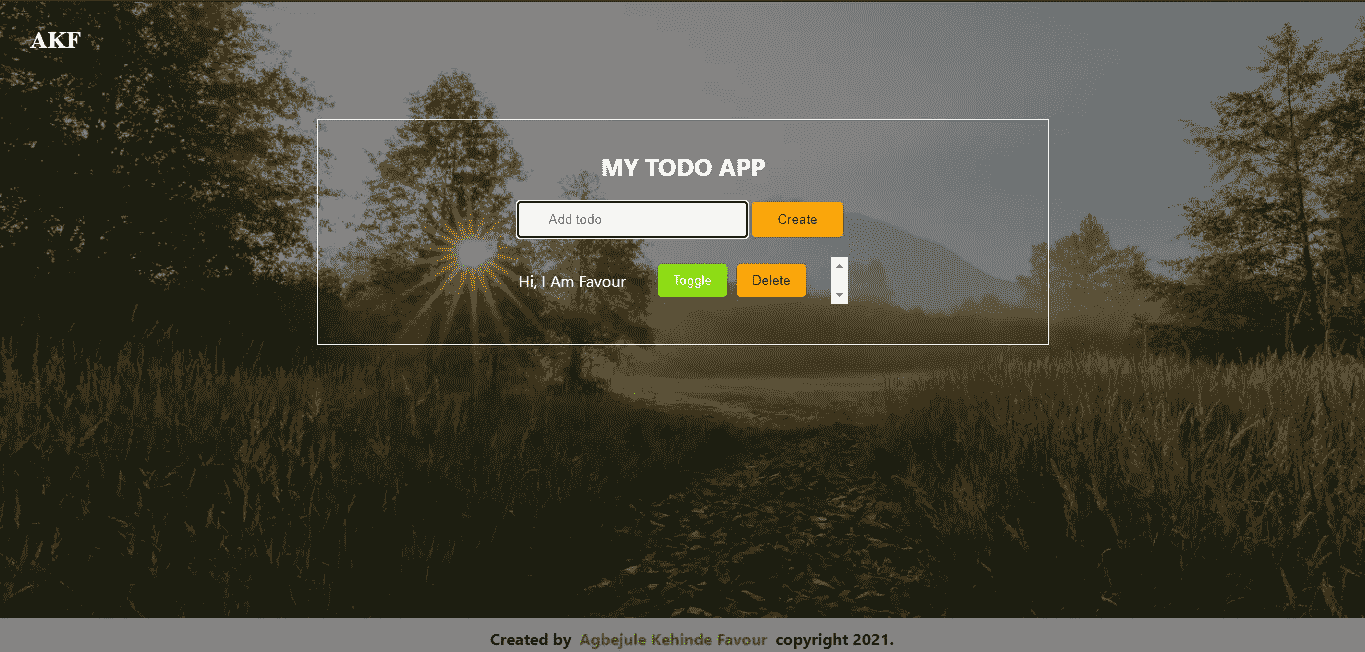 AKF
MY TODO APP
Add todo Create
Hi, I Am Favour Toggle Delete
Created by Agbejule Kehinde Favour copyright 2021.